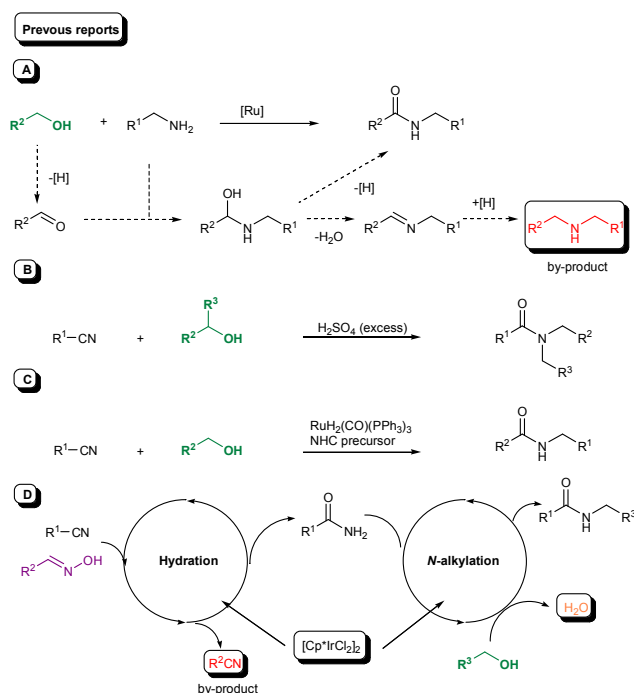 Prevous reports
A
R²⌒OH + R¹⌒NH₂ [Ru] O R² N H R¹
-[H]
-[H]
OH
R² O R² N H R¹ -H₂O R² N R¹ +[H] R² N H R¹
by-product
B
R¹—CN + R³ R² OH H₂SO₄ (excess) O R¹ N R² R³
C
R¹—CN + R² OH RuH₂(CO)(PPh₃)₃ NHC precursor O R² N H R¹
D
R¹—CN
R² N OH
Hydration
O R¹ NH₂
N-alkylation
O R¹ N H R³
H₂O
[Cp*IrCl₂]₂
R²CN
by-product
R³ OH